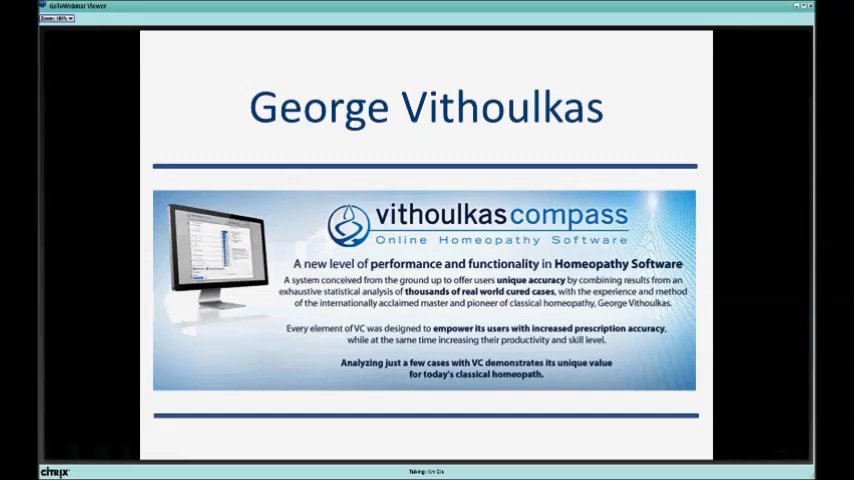 GoToWebinar Viewer
Zoom: 100%
George Vithoulkas
vithoulkascompass
Online Homeopathy Software
A new level of performance and functionality in Homeopathy Software
A system conceived from the ground up to offer users unique accuracy by combining results from an
exhaustive statistical analysis of thousands of real world cured cases, with the experience and method
of the internationally acclaimed master and pioneer of classical homeopathy, George Vithoulkas.
Every element of VC was designed to empower its users with increased prescription accuracy,
while at the same time increasing their productivity and skill level.
Analyzing just a few cases with VC demonstrates its unique value
for today's classical homeopath.
CITRIX
Talking: